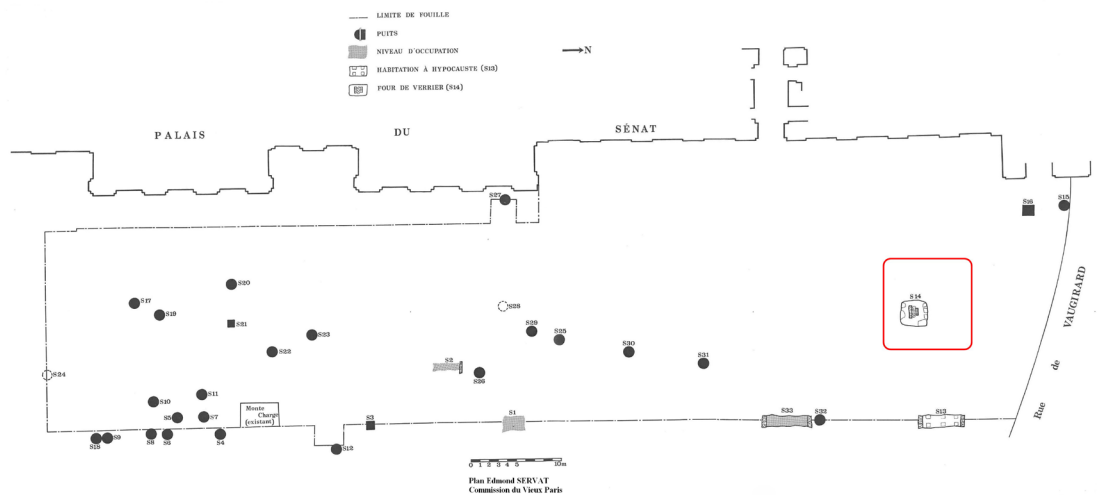 LIMITE DE FOUILLE
PUITS
NIVEAU D'OCCUPATION
N
HABITATION À HYPOCAUSTE (S13)
FOUR DE VERRIER (S14)
PALAIS DU SÉNAT
S27
S16
S15
S20
S17
S19
S21
S28
S14
S23
S29
S25
S22
S30
S31
S2
S24
S26
S11
S10
S5
S7
Monte
Charge
(existant)
S3
S1
S33
S32
S13
S18
S9
S8
S6
S4
S12
Rue de VAUGIRARD
0 1 2 3 4 5 10m
Plan Edmond SERVAT
Commission du Vieux Paris